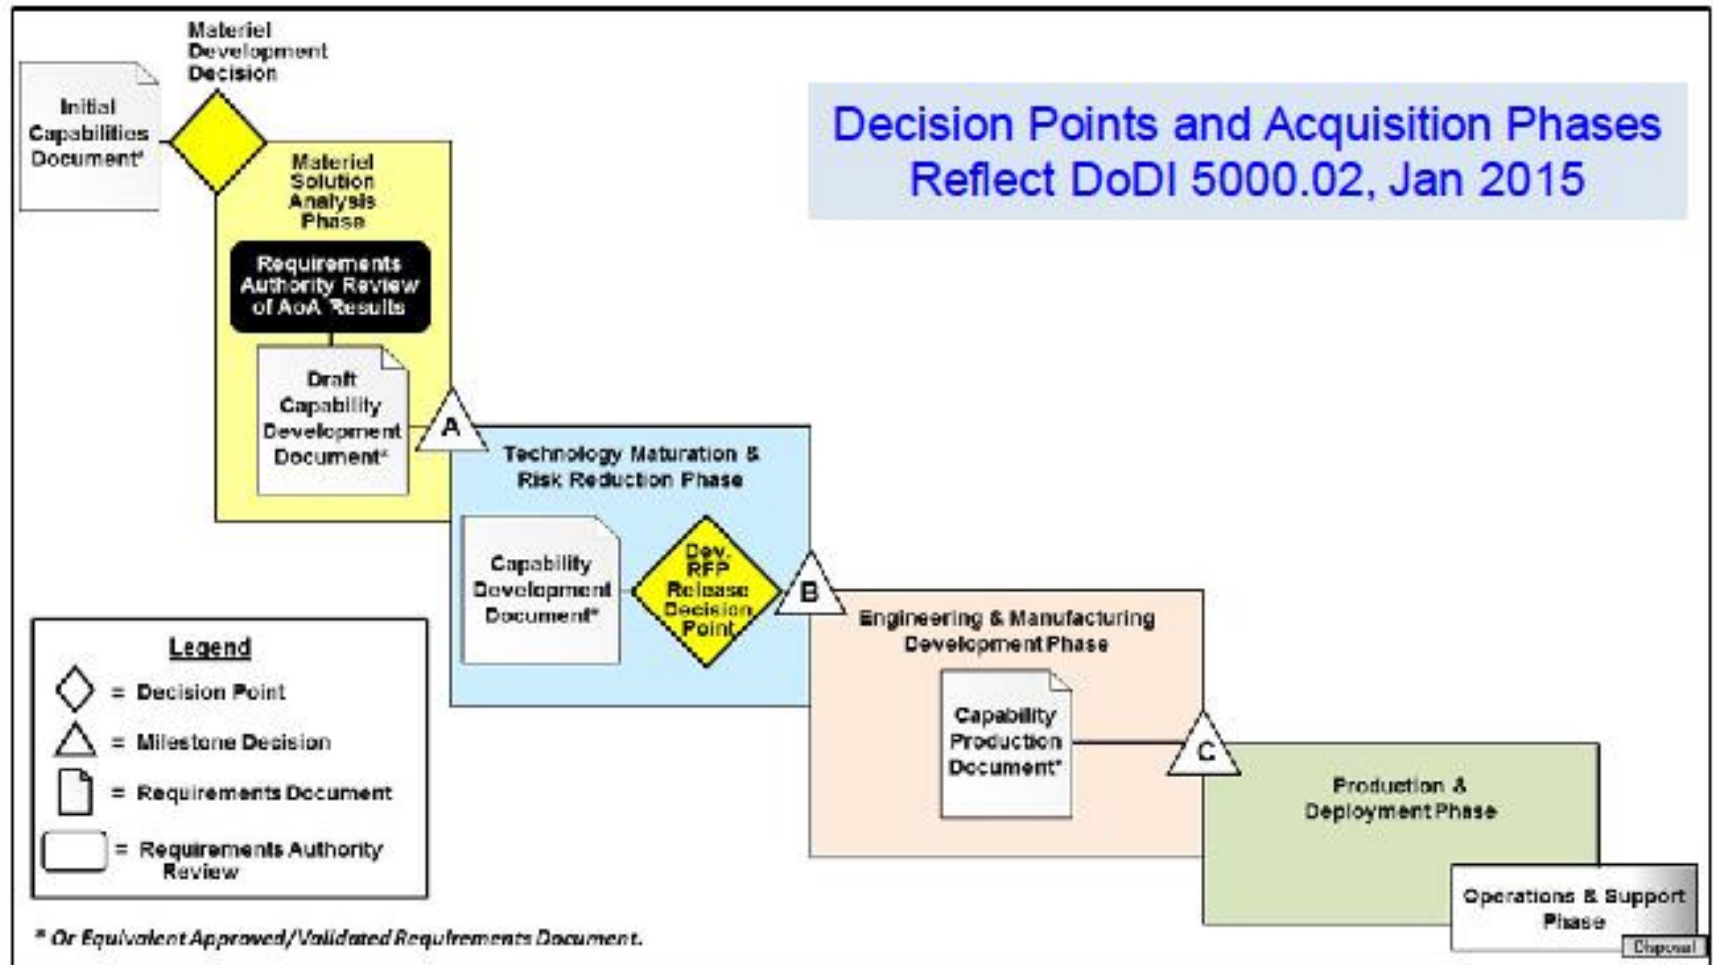 Materiel
Development
Decision
Initial
Capabilities
Document*
Decision Points and Acquisition Phases
Reflect DoDI 5000.02, Jan 2015
Materiel
Solution
Analysis
Phase
Requirements
Authority Review
of AoA Results
Draft
Capability
Development
Document*
A
Technology Maturation &
Risk Reduction Phase
Capability
Development
Document*
Dev.
RFP
Release
Decision
Point
B
Engineering & Manufacturing
Development Phase
Capability
Production
Document*
C
Production &
Deployment Phase
Operations & Support
Phase
Disposal
Legend
= Decision Point
= Milestone Decision
= Requirements Document
= Requirements Authority
Review
* Or Equivalent Approved/Validated Requirements Document.